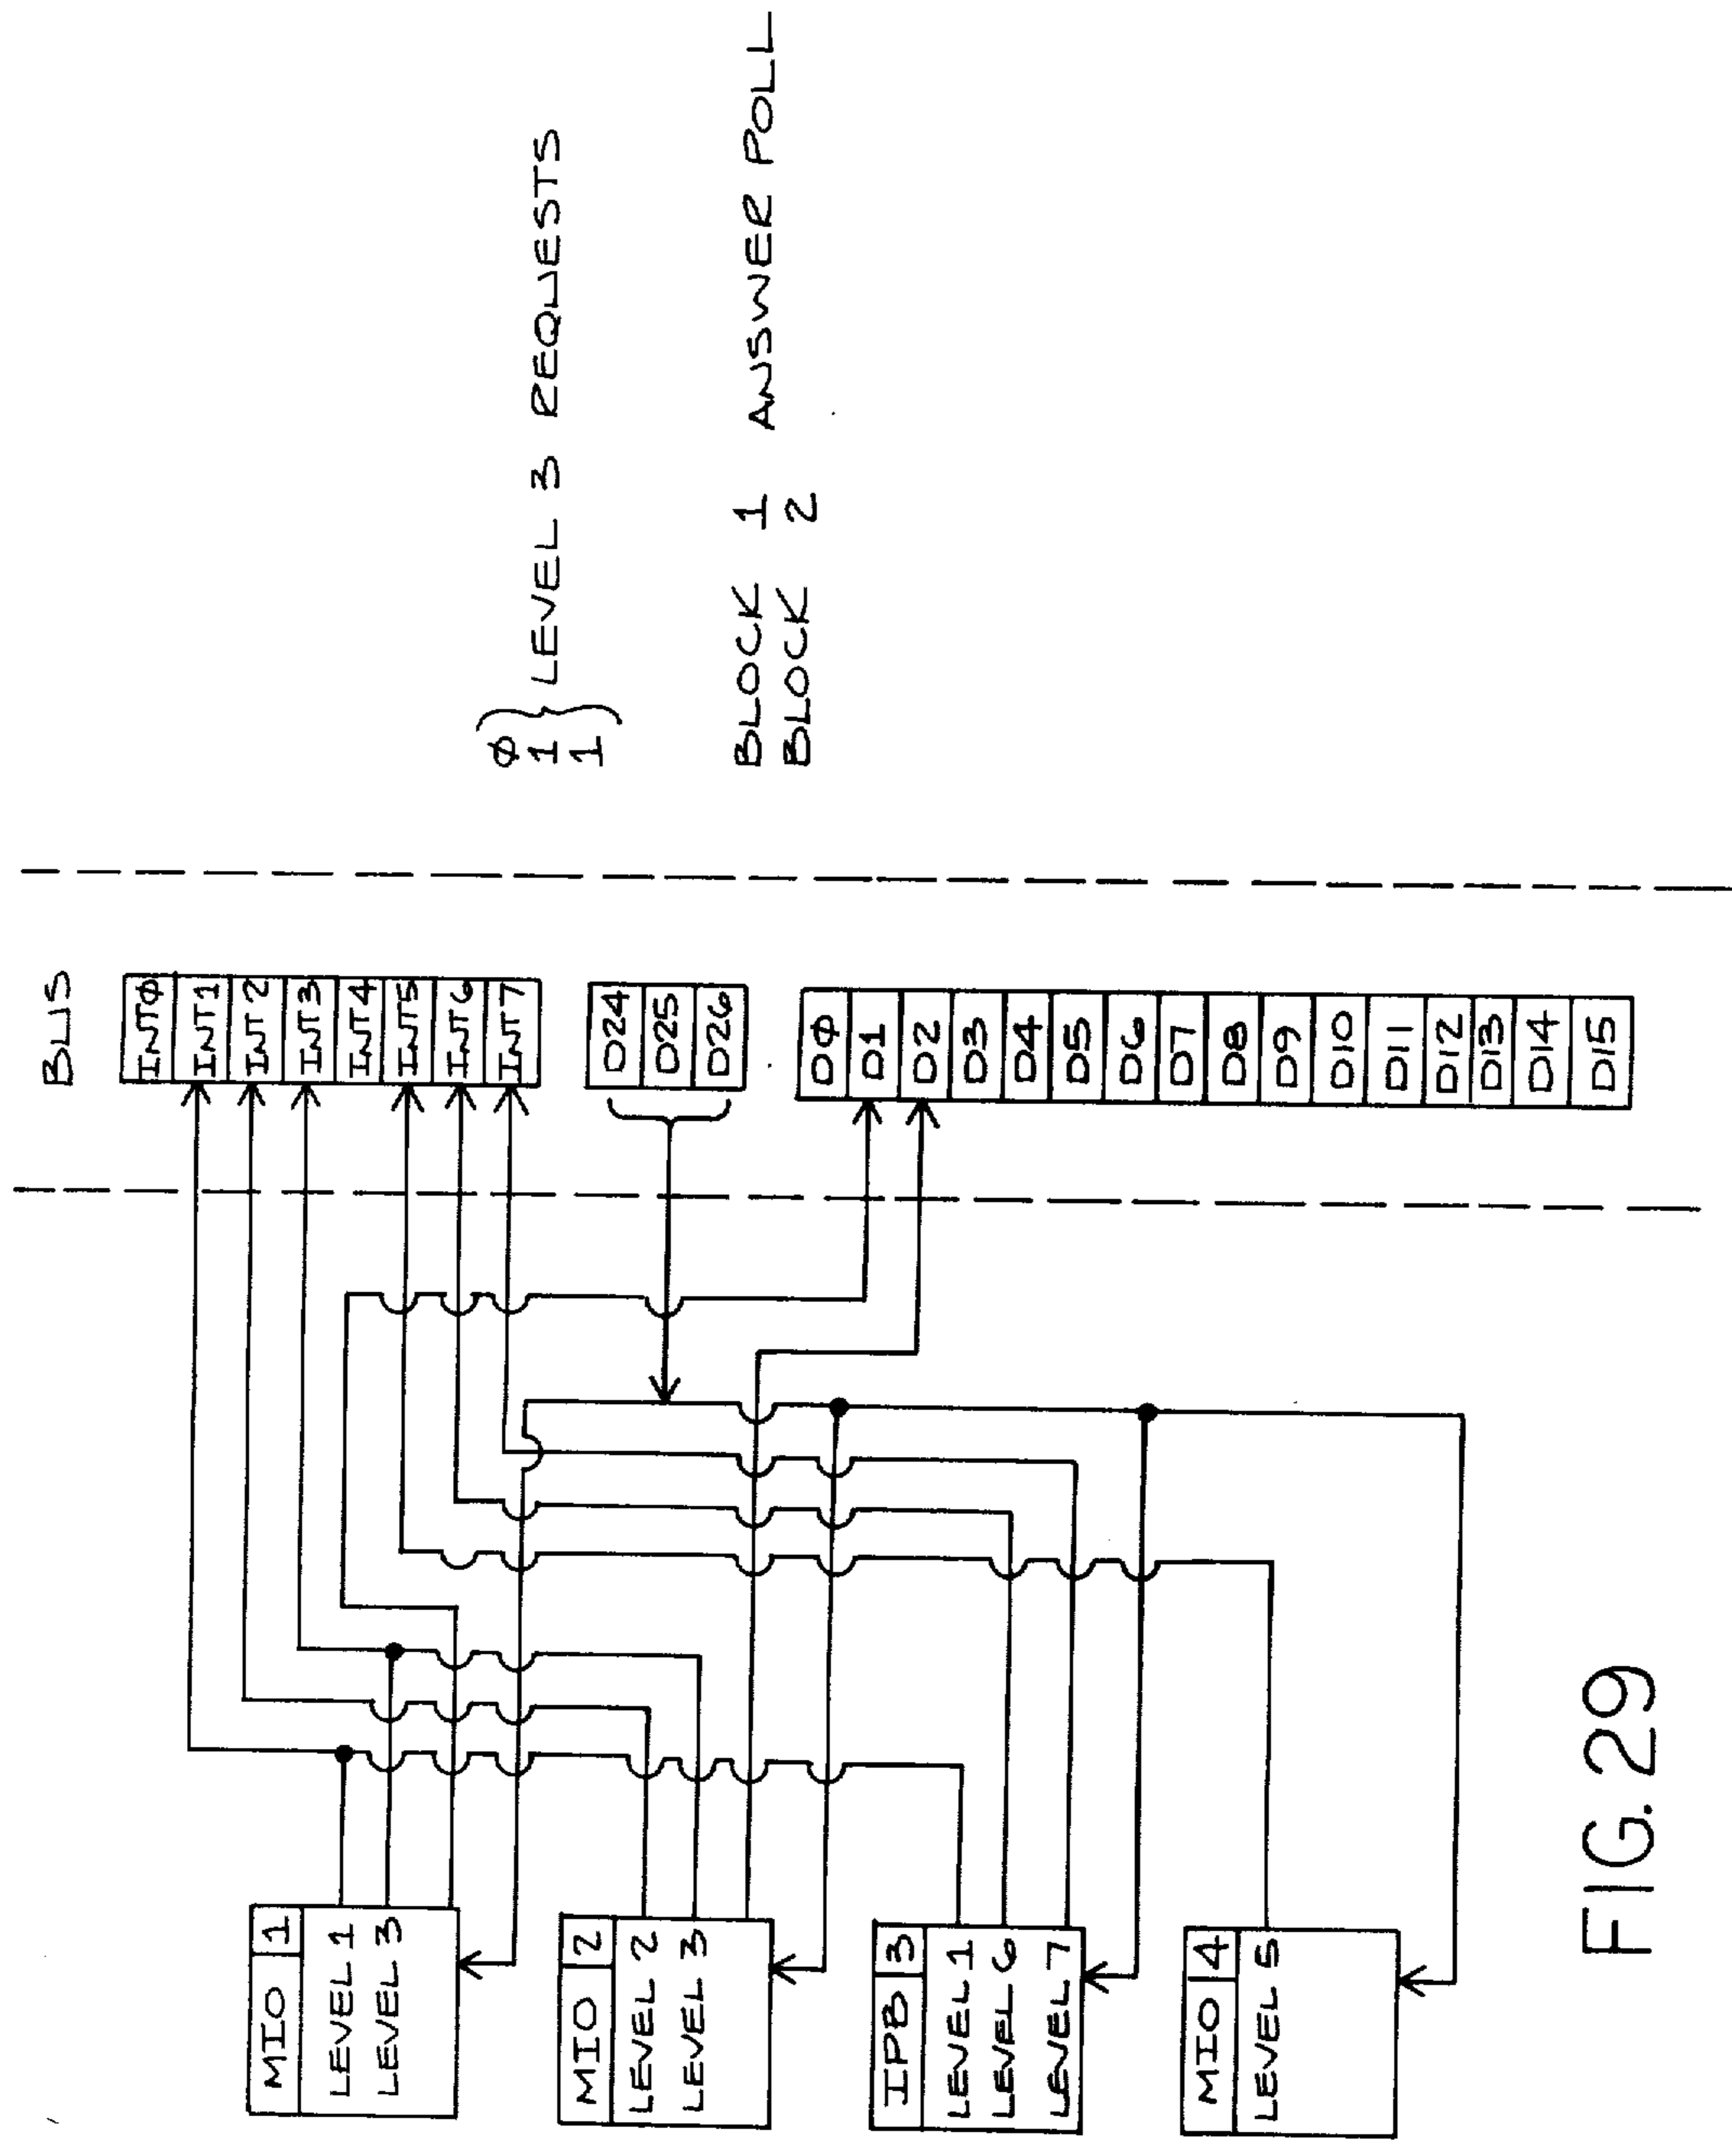 BUS
MIO 1
LEVEL 1
LEVEL 3
MIO 2
LEVEL 2
LEVEL 3
IPB 3
LEVEL 1
LEVEL 6
LEVEL 7
MIO 4
LEVEL 5
INTØ
INT1
INT2
INT3
INT4
INT5
INT6
INT7
D24
D25
D26
DØ
D1
D2
D3
D4
D5
D6
D7
D8
D9
D10
D11
D12
D13
D14
D15
Ø
1 LEVEL 3 REQUESTS
1
BLOCK 1 ANSWER POLL
BLOCK 2
FIG. 29